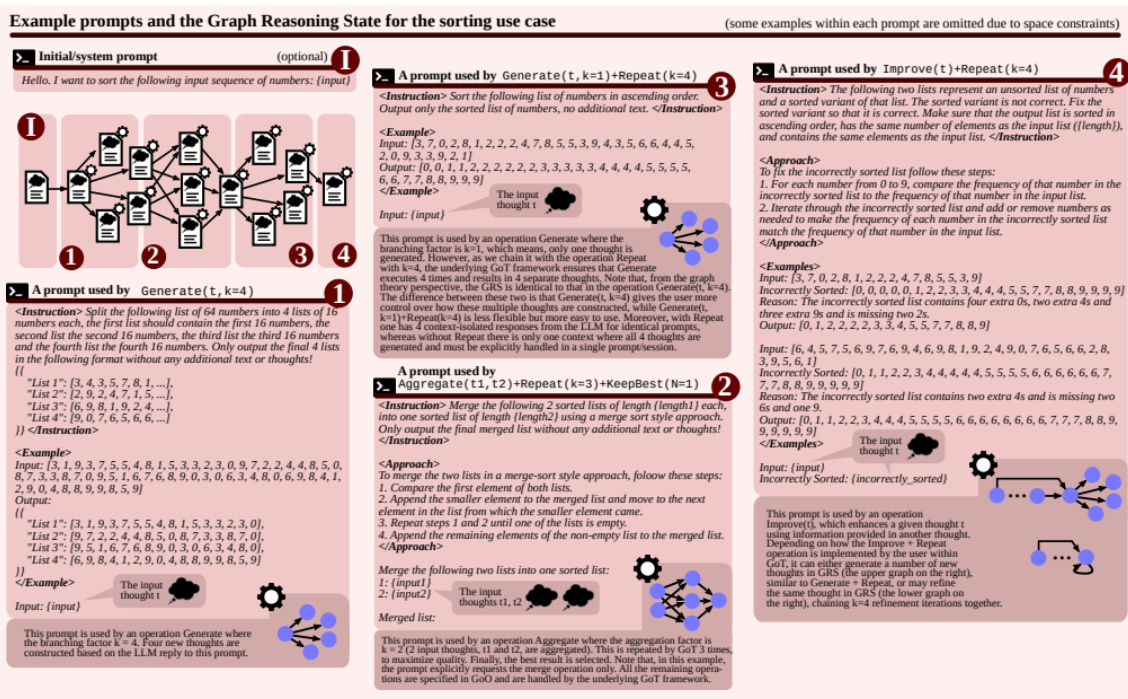 Example prompts and the Graph Reasoning State for the sorting use case
(some examples within each prompt are omitted due to space constraints)
Initial/system prompt (optional) I
Hello. I want to sort the following input sequence of numbers: {input}
I
1 2 3 4
A prompt used by Generate(t,k=4) 1
<Instruction> Split the following list of 64 numbers into 4 lists of 16
numbers each, the first list should contain the first 16 numbers, the
second list the second 16 numbers, the third list the third 16 numbers
and the fourth list the fourth 16 numbers. Only output the final 4 lists
in the following format without any additional text or thoughts!
{{
"List 1": [3, 4, 3, 5, 7, 8, 1, ...],
"List 2": [2, 9, 2, 4, 7, 1, 5, ...],
"List 3": [6, 9, 8, 1, 9, 2, 4, ...],
"List 4": [9, 0, 7, 6, 5, 6, 6, ...]
}} </Instruction>
<Example>
Input: [3, 1, 9, 3, 7, 5, 5, 4, 8, 1, 5, 3, 3, 2, 3, 0, 9, 7, 2, 2, 4, 4, 8, 5, 0,
8, 7, 3, 3, 8, 7, 0, 9, 5, 1, 6, 7, 6, 8, 9, 0, 3, 0, 6, 3, 4, 8, 0, 6, 9, 8, 4, 1,
2, 9, 0, 4, 8, 8, 9, 9, 8, 5, 9]
Output:
{{
"List 1": [3, 1, 9, 3, 7, 5, 5, 4, 8, 1, 5, 3, 3, 2, 3, 0],
"List 2": [9, 7, 2, 2, 4, 4, 8, 5, 0, 8, 7, 3, 3, 8, 7, 0],
"List 3": [9, 5, 1, 6, 7, 6, 8, 9, 0, 3, 0, 6, 3, 4, 8, 0],
"List 4": [6, 9, 8, 4, 1, 2, 9, 0, 4, 8, 8, 9, 9, 8, 5, 9]
}}
</Example>
The input
thought t
Input: {input}
This prompt is used by an operation Generate where
the branching factor is k = 4. Four new thoughts are
constructed based on the LLM reply to this prompt.
A prompt used by Generate(t,k=1)+Repeat(k=4) 3
<Instruction> Sort the following list of numbers in ascending order.
Output only the sorted list of numbers, no additional text. </Instruction>
<Example>
Input: [3, 7, 0, 2, 8, 1, 2, 2, 2, 4, 7, 8, 5, 5, 3, 9, 4, 3, 5, 6, 6, 4, 4, 5,
2, 0, 9, 3, 3, 9, 2, 1]
Output: [0, 0, 1, 1, 2, 2, 2, 2, 2, 2, 3, 3, 3, 3, 3, 4, 4, 4, 4, 5, 5, 5, 5,
6, 6, 7, 7, 8, 8, 9, 9, 9]
</Example>
The input
thought t
Input: {input}
This prompt is used by an operation Generate where the
branching factor is k=1, which means, only one thought is
generated. However, as we chain it with the operation Repeat
with k=4, the underlying GoT framework ensures that Generate
executes 4 times and results in 4 separate thoughts. Note that, from the graph
theory perspective, the GRS is identical to that in the operation Generate(t, k=4).
The difference between these two is that Generate(t, k=4) gives the user more
control over how these multiple thoughts are constructed, while Generate(t,
k=1)+Repeat(k=4) is less flexible but more easy to use. Moreover, with Repeat
one has 4 context-isolated responses from the LLM for identical prompts,
whereas without Repeat there is only one context where all 4 thoughts are
generated and must be explicitly handled in a single prompt/session.
A prompt used by
Aggregate(t1,t2)+Repeat(k=3)+KeepBest(N=1) 2
<Instruction> Merge the following 2 sorted lists of length {length1} each,
into one sorted list of length {length2} using a merge sort style approach.
Only output the final merged list without any additional text or thoughts!
</Instruction>
<Approach>
To merge the two lists in a merge-sort style approach, foloow these steps:
1. Compare the first element of both lists.
2. Append the smaller element to the merged list and move to the next
element in the list from which the smaller element came.
3. Repeat steps 1 and 2 until one of the lists is empty.
4. Append the remaining elements of the non-empty list to the merged list.
</Approach>
Merge the following two lists into one sorted list:
1: {input1}
2: {input2}
The input
thoughts t1, t2
Merged list:
This prompt is used by an operation Aggregate where the aggregation factor is
k = 2 (2 input thoughts, t1 and t2, are aggregated). This is repeated by GoT 3 times,
to maximize quality. Finally, the best result is selected. Note that, in this example,
the prompt explicitly requests the merge operation only. All the remaining opera-
tions are specified in GoO and are handled by the underlying GoT framework.
A prompt used by Improve(t)+Repeat(k=4) 4
<Instruction> The following two lists represent an unsorted list of numbers
and a sorted variant of that list. The sorted variant is not correct. Fix the
sorted variant so that it is correct. Make sure that the output list is sorted in
ascending order, has the same number of elements as the input list ({length}),
and contains the same elements as the input list. </Instruction>
<Approach>
To fix the incorrectly sorted list follow these steps:
1. For each number from 0 to 9, compare the frequency of that number in the
incorrectly sorted list to the frequency of that number in the input list.
2. Iterate through the incorrectly sorted list and add or remove numbers as
needed to make the frequency of each number in the incorrectly sorted list
match the frequency of that number in the input list.
</Approach>
<Examples>
Input: [3, 7, 0, 2, 8, 1, 2, 2, 2, 4, 7, 8, 5, 5, 3, 9]
Incorrectly Sorted: [0, 0, 0, 0, 0, 1, 2, 2, 3, 3, 4, 4, 4, 5, 5, 7, 7, 8, 8, 9, 9, 9, 9]
Reason: The incorrectly sorted list contains four extra 0s, two extra 4s and
three extra 9s and is missing two 2s.
Output: [0, 1, 2, 2, 2, 2, 3, 3, 4, 5, 5, 7, 7, 8, 8, 9]
Input: [6, 4, 5, 7, 5, 6, 9, 7, 6, 9, 4, 6, 9, 8, 1, 9, 2, 4, 9, 0, 7, 6, 5, 6, 6, 2, 8,
3, 9, 5, 6, 1]
Incorrectly Sorted: [0, 1, 1, 2, 2, 3, 4, 4, 4, 4, 4, 5, 5, 5, 5, 6, 6, 6, 6, 6, 6, 7,
7, 7, 8, 8, 9, 9, 9, 9, 9]
Reason: The incorrectly sorted list contains two extra 4s and is missing two
6s and one 9.
Output: [0, 1, 1, 2, 2, 3, 4, 4, 4, 5, 5, 5, 5, 6, 6, 6, 6, 6, 6, 6, 6, 7, 7, 7, 8, 8, 9,
9, 9, 9, 9, 9]
</Examples>
The input
thought t
Input: {input}
Incorrectly Sorted: {incorrectly_sorted}
This prompt is used by an operation
Improve(t), which enhances a given thought t
using information provided in another thought.
Depending on how the Improve + Repeat
operation is implemented by the user within
GoT, it can either generate a number of new
thoughts in GRS (the upper graph on the right),
similar to Generate + Repeat, or may refine
the same thought in GRS (the lower graph on
the right), chaining k=4 refinement iterations together.